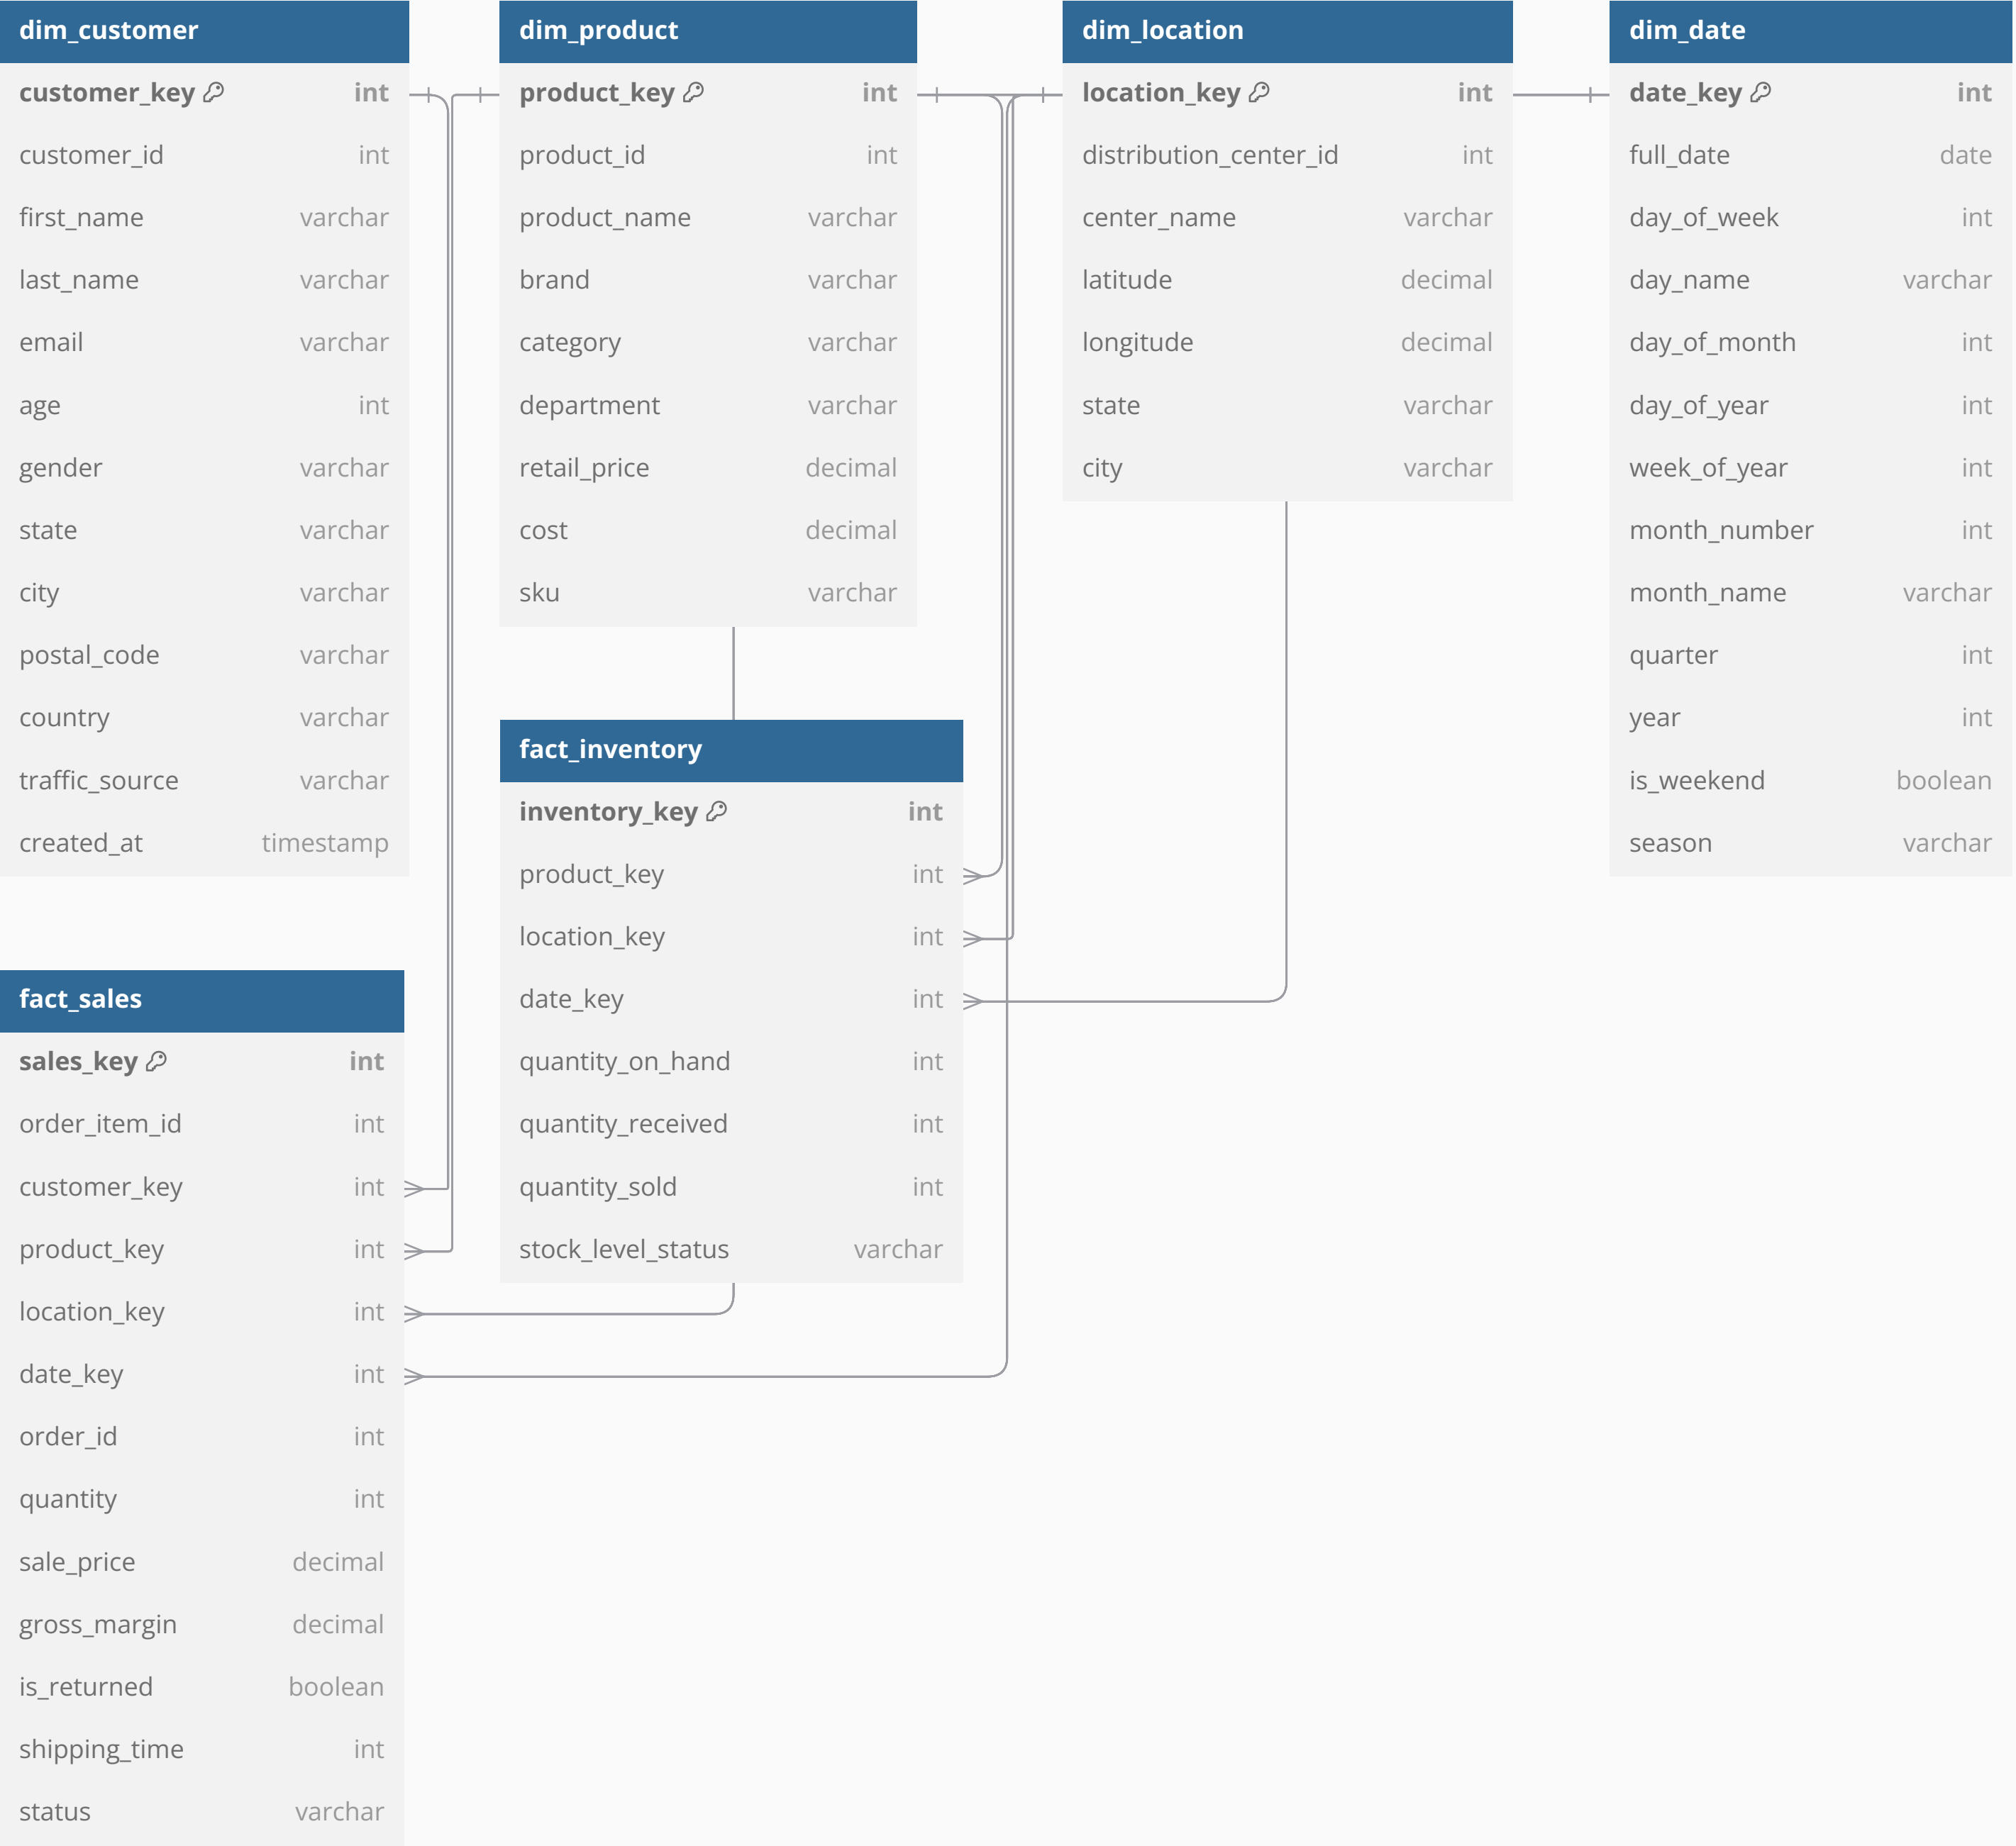 dim_customer
customer_key int
customer_id int
first_name varchar
last_name varchar
email varchar
age int
gender varchar
state varchar
city varchar
postal_code varchar
country varchar
traffic_source varchar
created_at timestamp
dim_product
product_key int
product_id int
product_name varchar
brand varchar
category varchar
department varchar
retail_price decimal
cost decimal
sku varchar
dim_location
location_key int
distribution_center_id int
center_name varchar
latitude decimal
longitude decimal
state varchar
city varchar
dim_date
date_key int
full_date date
day_of_week int
day_name varchar
day_of_month int
day_of_year int
week_of_year int
month_number int
month_name varchar
quarter int
year int
is_weekend boolean
season varchar
fact_inventory
inventory_key int
product_key int
location_key int
date_key int
quantity_on_hand int
quantity_received int
quantity_sold int
stock_level_status varchar
fact_sales
sales_key int
order_item_id int
customer_key int
product_key int
location_key int
date_key int
order_id int
quantity int
sale_price decimal
gross_margin decimal
is_returned boolean
shipping_time int
status varchar